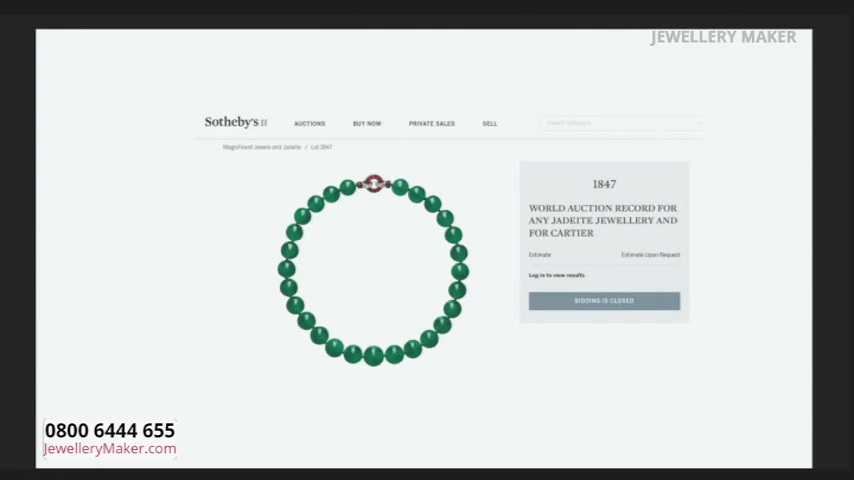 JEWELLERY MAKER
Sotheby's
AUCTIONS BUY NOW PRIVATE SALES SELL
Search Sotheby's
Magnificent Jewels and Jadeite / Lot 1847
1847
WORLD AUCTION RECORD FOR
ANY JADEITE JEWELLERY AND
FOR CARTIER
Estimate Estimate Upon Request
Log in to view results
BIDDING IS CLOSED
0800 6444 655
JewelleryMaker.com